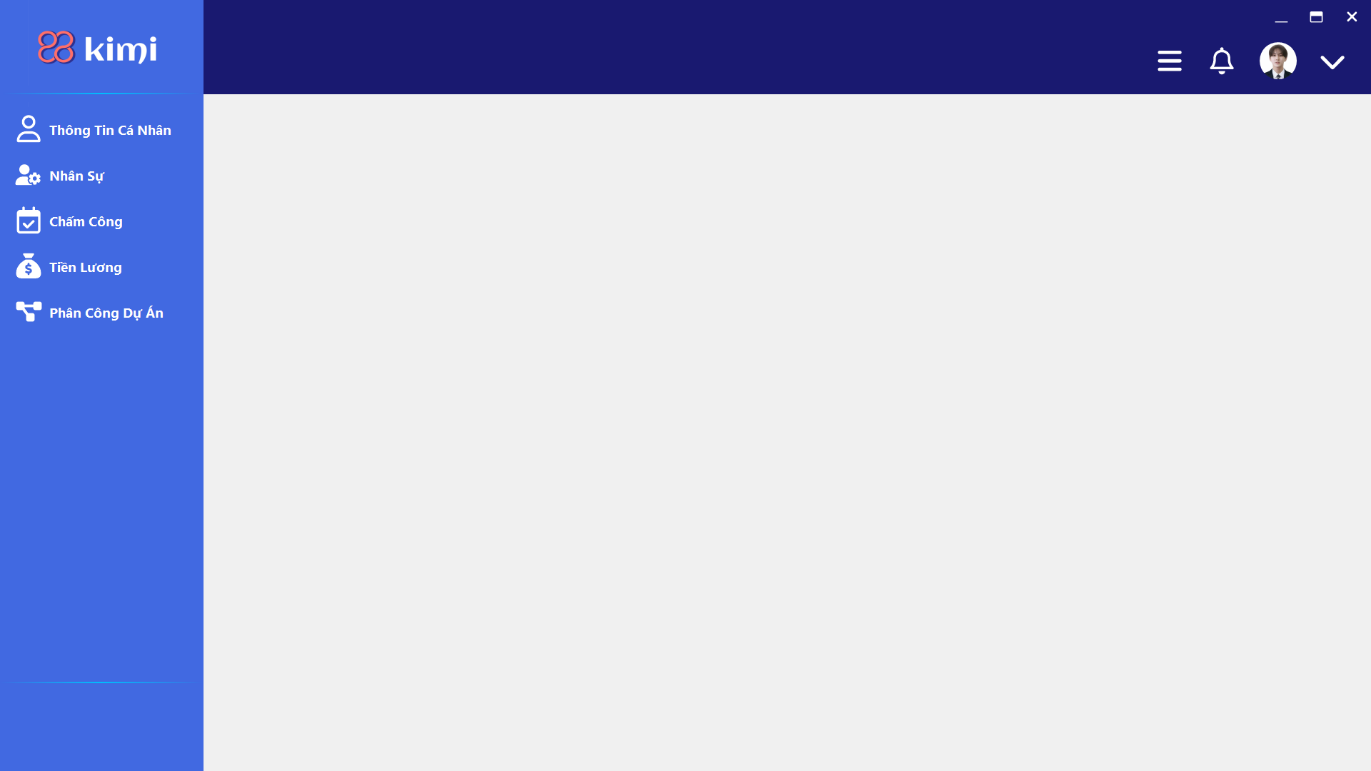 kimi
Thông Tin Cá Nhân
Nhân Sự
Chấm Công
Tiền Lương
Phân Công Dự Án